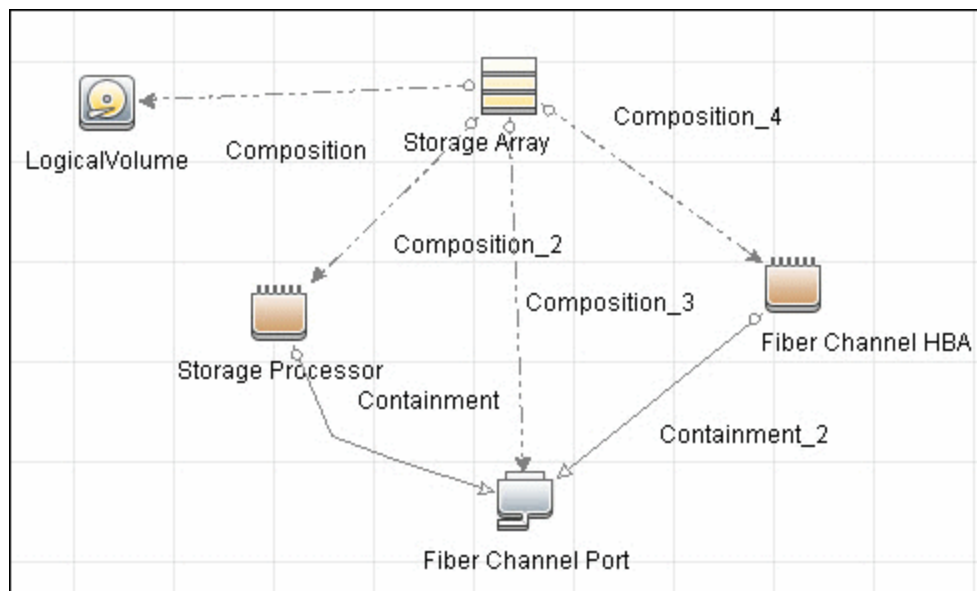 Composition_4
Storage Array
Composition
LogicalVolume
Composition_2
Composition_3
Fiber Channel HBA
Storage Processor
Containment
Containment_2
Fiber Channel Port